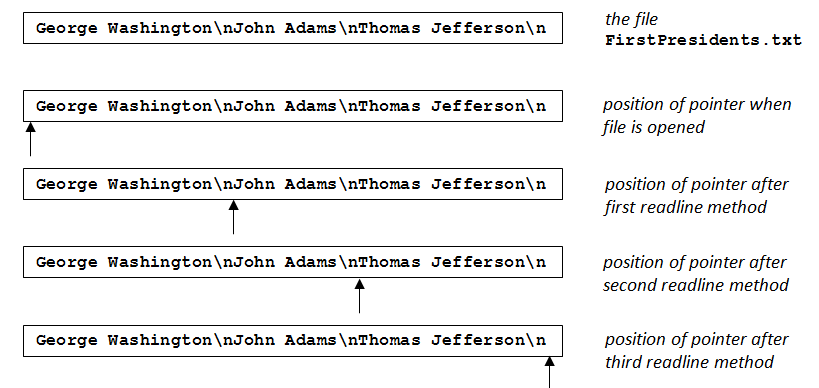 George Washington\nJohn Adams\nThomas Jefferson\n
the file
FirstPresidents.txt
George Washington\nJohn Adams\nThomas Jefferson\n
position of pointer when
file is opened
George Washington\nJohn Adams\nThomas Jefferson\n
position of pointer after
first readline method
George Washington\nJohn Adams\nThomas Jefferson\n
position of pointer after
second readline method
George Washington\nJohn Adams\nThomas Jefferson\n
position of pointer after
third readline method